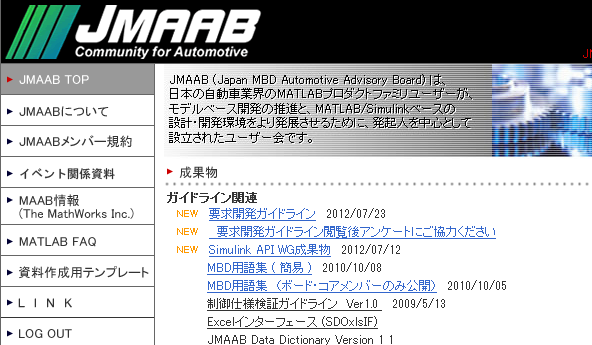 JMAAB
Community for Automotive
JMAAB TOP
JMAABについて
JMAABメンバー規約
イベント関係資料
MAAB情報
(The MathWorks Inc.)
MATLAB FAQ
資料作成用テンプレート
ＬＩＮＫ
LOG OUT
JMAAB (Japan MBD Automotive Advisory Board) は、
日本の自動車業界のMATLABプロダクトファミリユーザーが、
モデルベース開発の推進と、MATLAB/Simulinkベースの
設計・開発環境をより発展させるために、発起人を中心として
設立されたユーザー会です。
成果物
ガイドライン関連
NEW 要求開発ガイドライン 2012/07/23
NEW 要求開発ガイドライン閲覧後アンケートにご協力ください
NEW Simulink API WG成果物 2012/07/12
MBD用語集 ( 簡易 ) 2010/10/08
MBD用語集 (ボード・コアメンバーのみ公開) 2010/10/05
制御仕様検証ガイドライン Ver1.0 2009/5/13
Excelインターフェース (SDOxIsIF)
JMAAB Data Dictionary Version 1.1